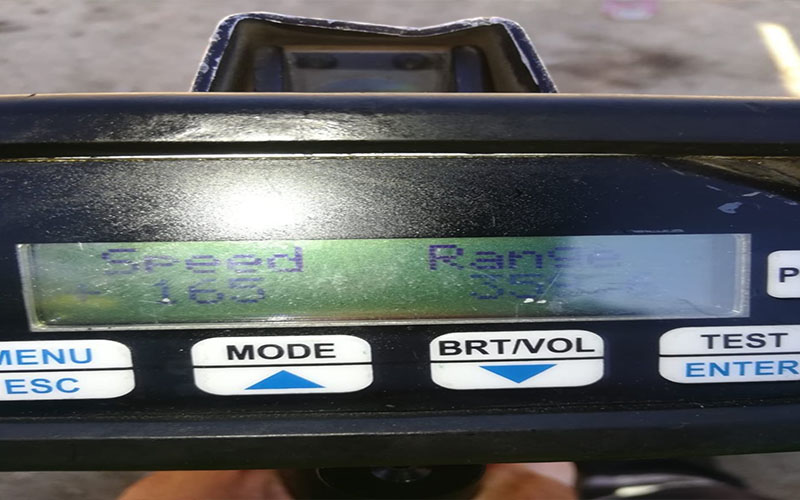 Speed Range
165
P
MENU MODE BRT/VOL TEST
ESC ENTER